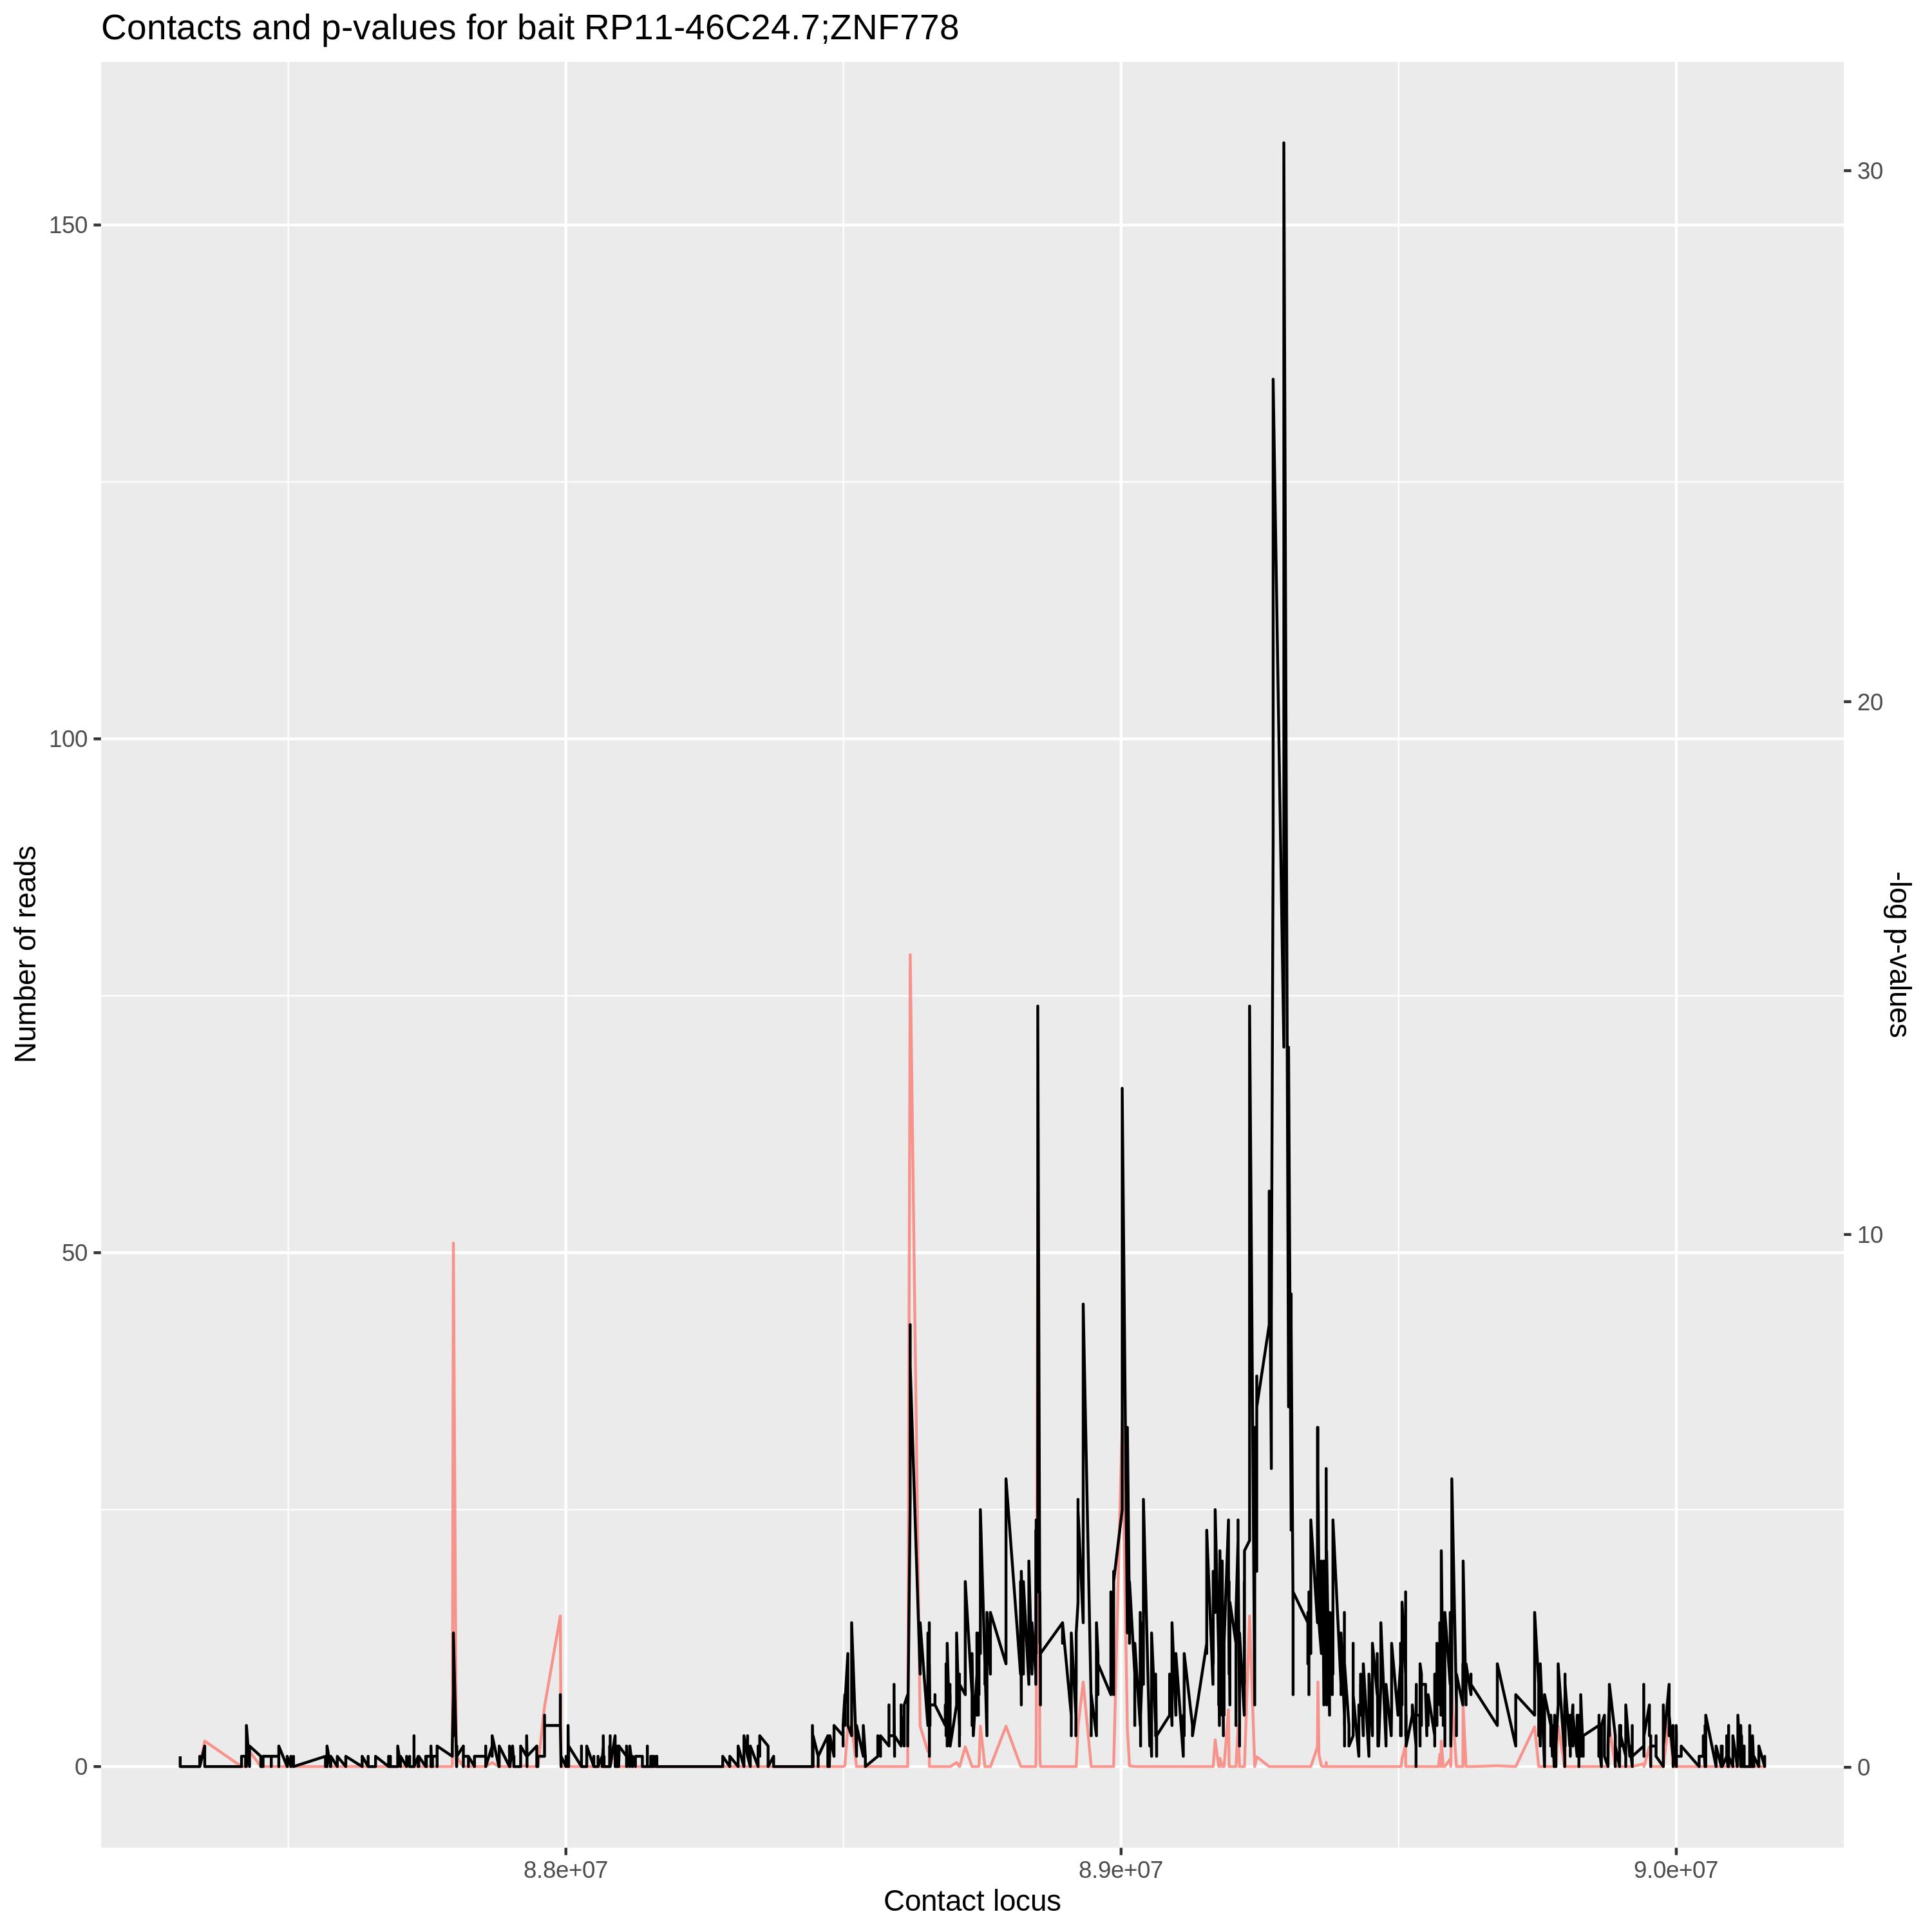 Contacts and p-values for bait RP11-46C24.7;ZNF778
150
100
50
0
Number of reads
30
20
10
0
-log p-values
8.8e+07
8.9e+07
9.0e+07
Contact locus